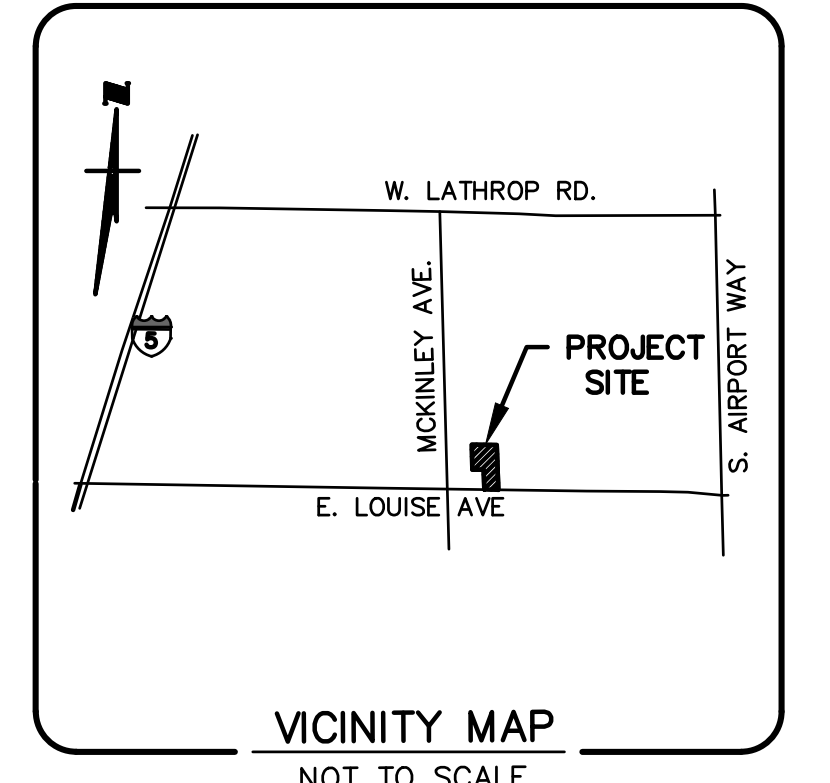 N
W. LATHROP RD.
MCKINLEY AVE.
S. AIRPORT WAY
5
PROJECT
SITE
E. LOUISE AVE
VICINITY MAP
NOT TO SCALE